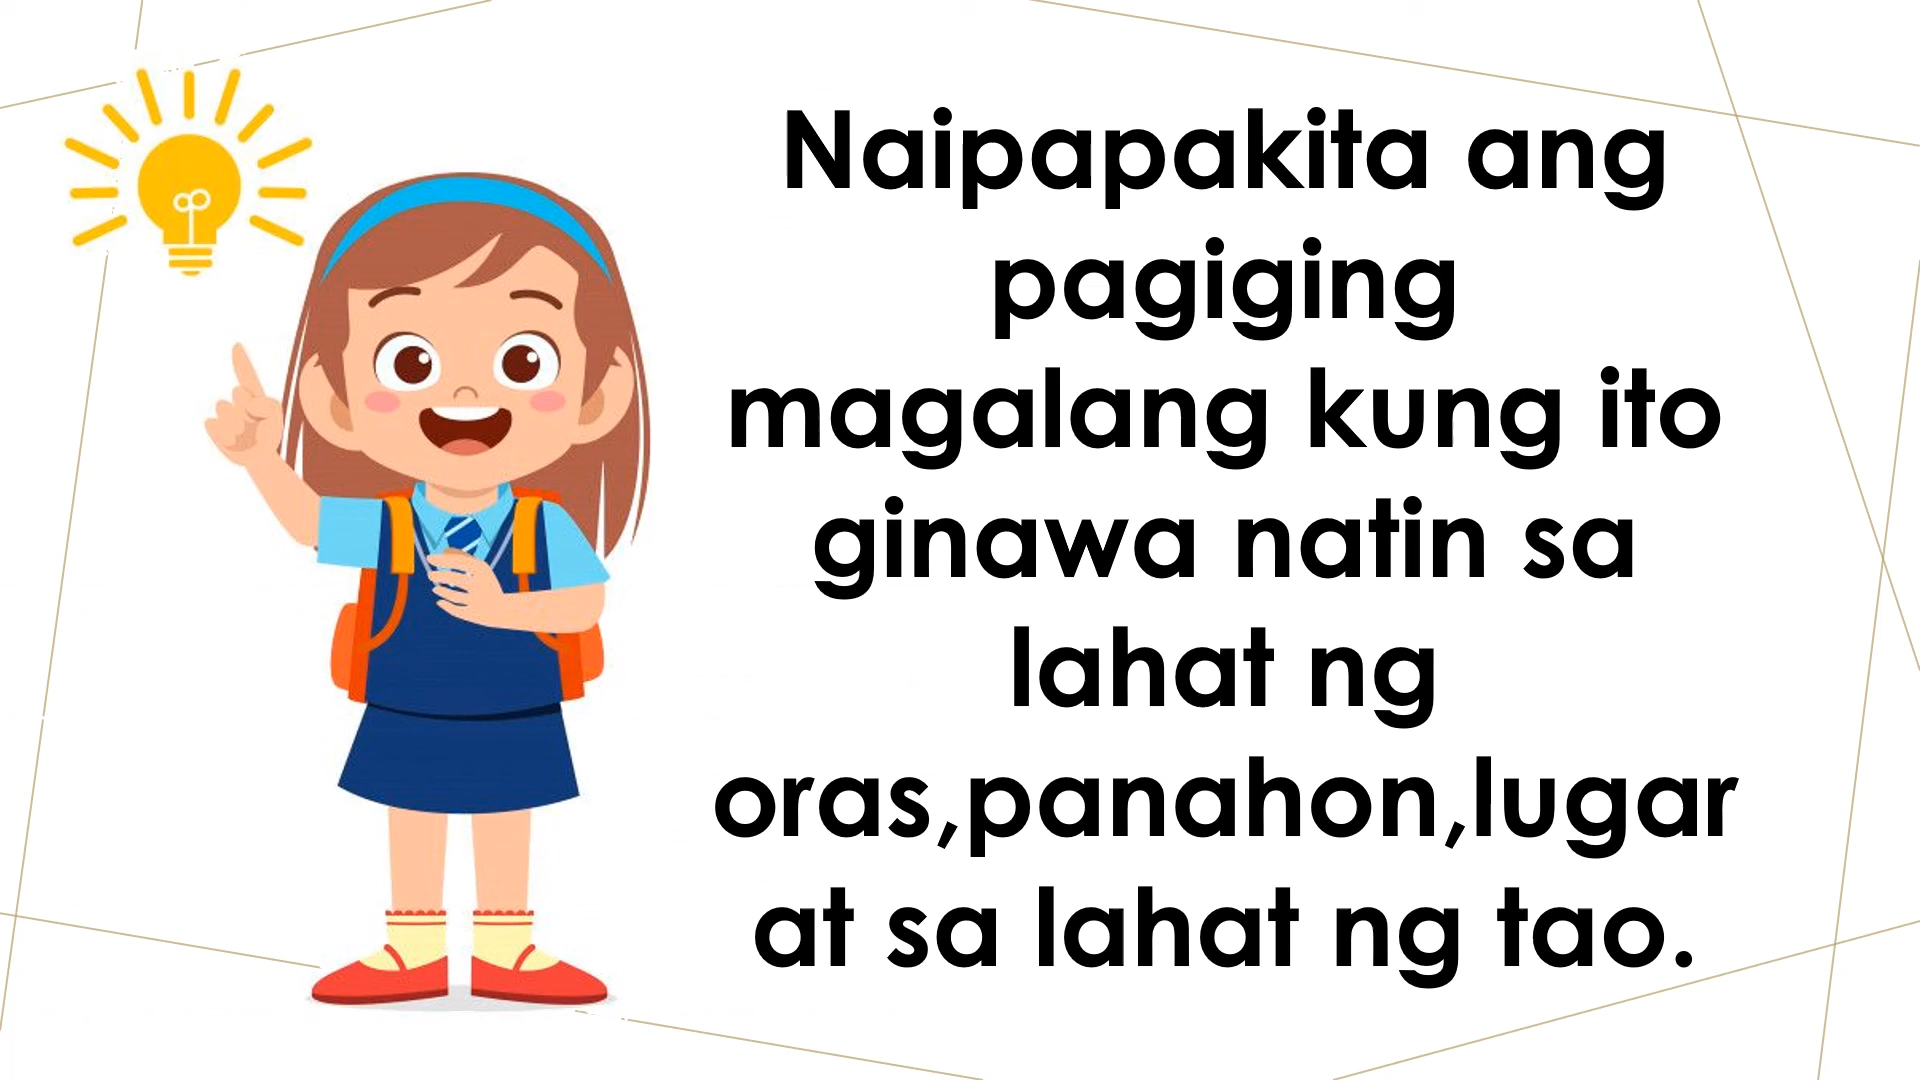 Naipapakita ang
pagiging
magalang kung ito
ginawa natin sa
lahat ng
oras,panahon,lugar
at sa lahat ng tao.